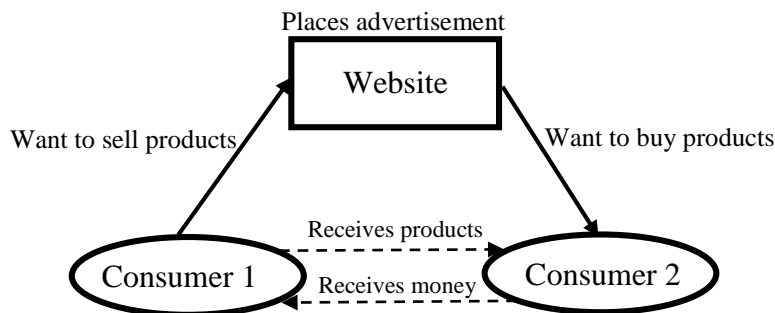 Places advertisement
Website
Want to sell products
Want to buy products
Receives products
Consumer 1
Consumer 2
Receives money